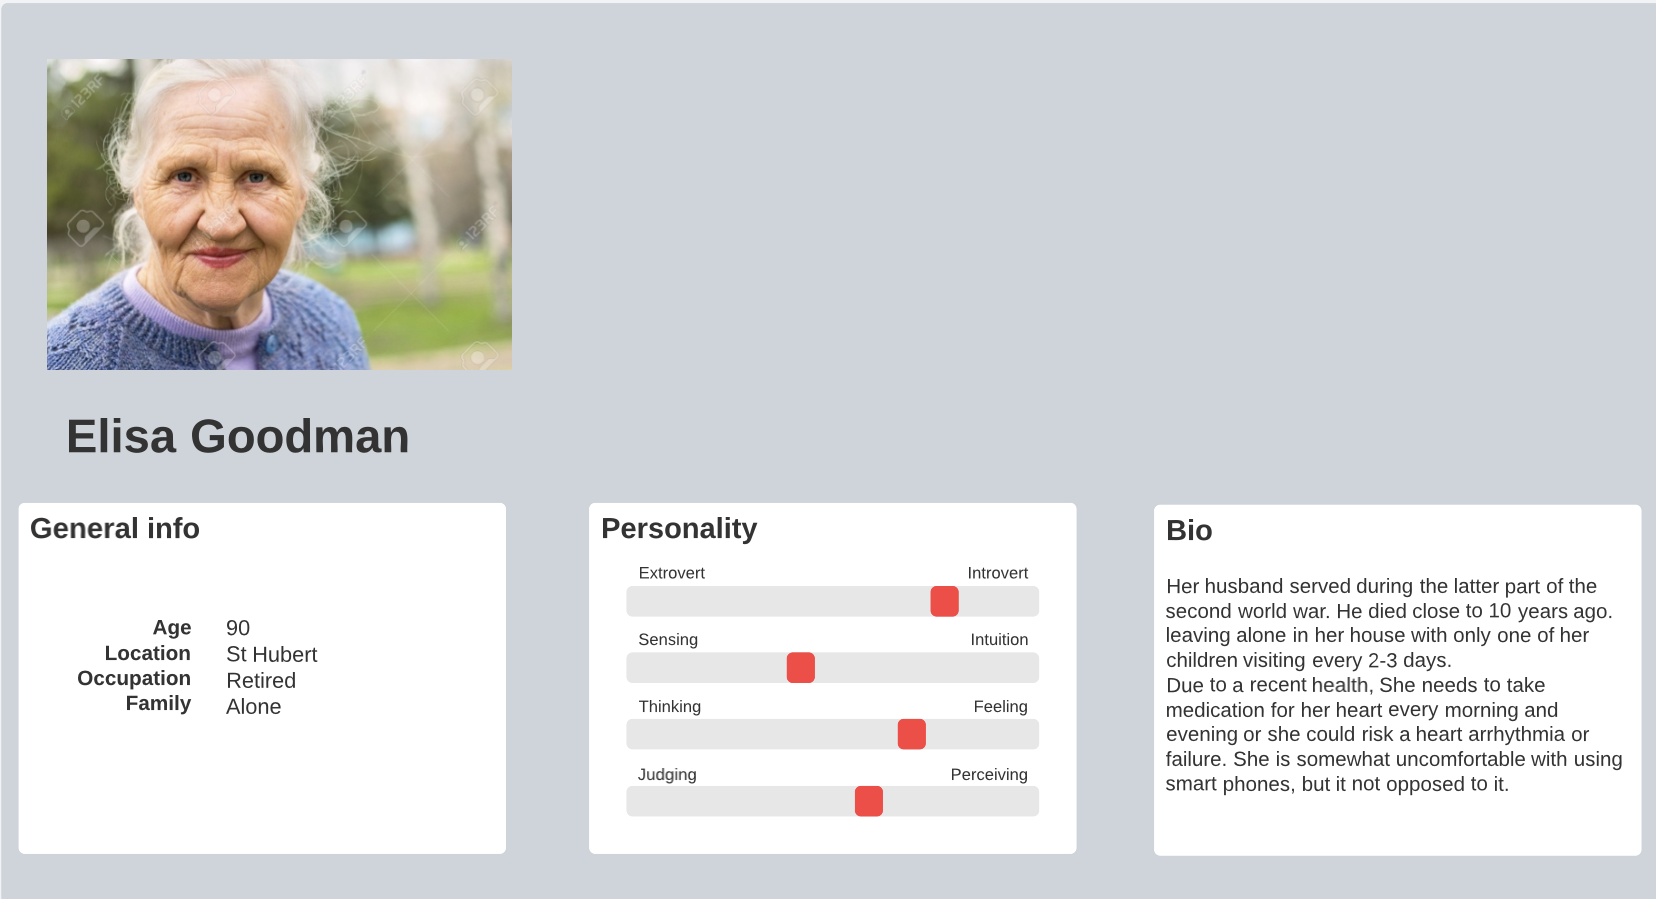 123RF
123RF
Elisa Goodman
General info
Age 90
Location St Hubert
Occupation Retired
Family Alone
Personality
Extrovert Introvert
Sensing Intuition
Thinking Feeling
Judging Perceiving
Bio
Her husband served during the latter part of the
second world war. He died close to 10 years ago.
leaving alone in her house with only one of her
children visiting every 2-3 days.
Due to a recent health, She needs to take
medication for her heart every morning and
evening or she could risk a heart arrhythmia or
failure. She is somewhat uncomfortable with using
smart phones, but it not opposed to it.